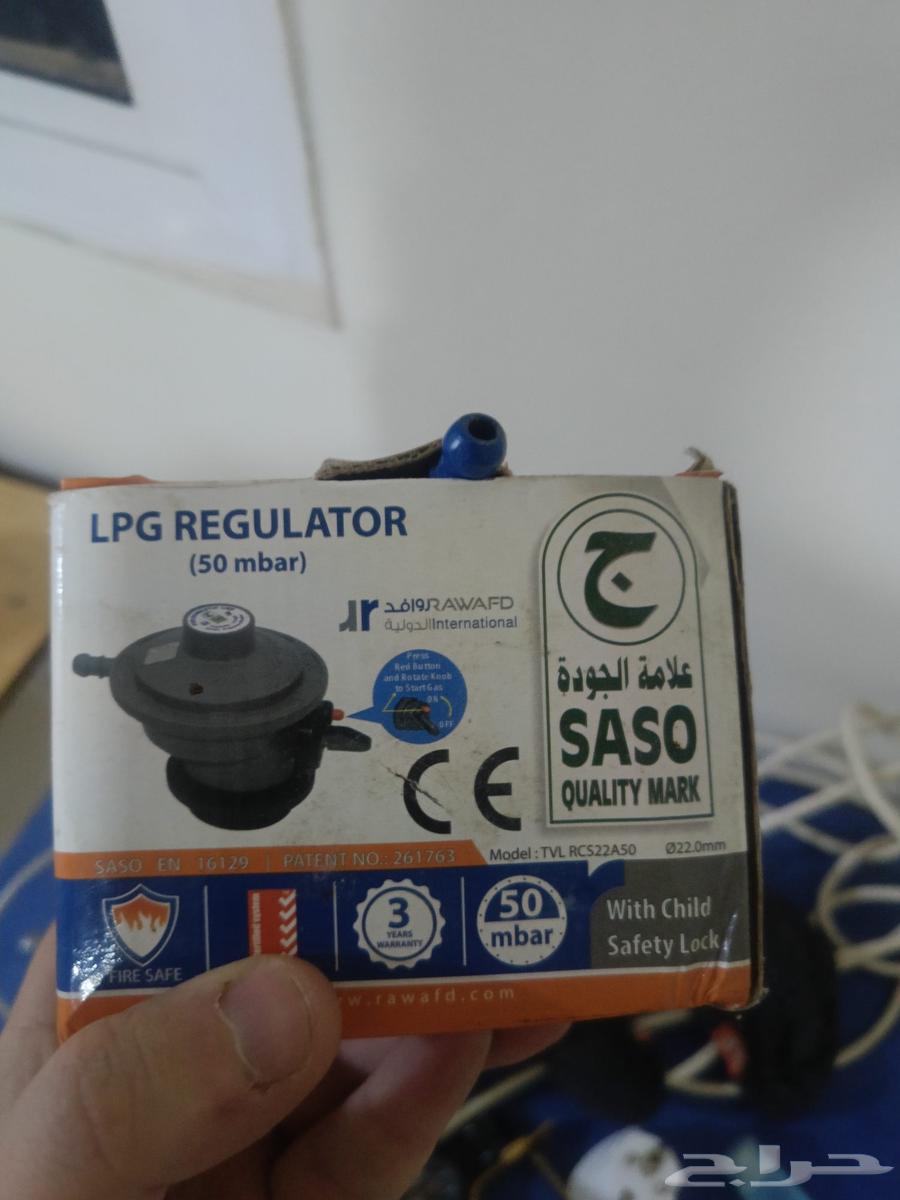 LPG REGULATOR
(50 mbar)
روافد RAWAFD
الدولية International
Press
Red Button
and Rotate Knob
to Start Gas
ON
OFF
CE
ج
علامة الجودة
SASO
QUALITY MARK
SASO EN 16129 | PATENT NO.: 261763
Model : TVL RCS22A50 Ø22.0mm
FIRE SAFE
3
YEARS
WARRANTY
50
mbar
With Child
Safety Lock
w.rawafd.com
حراج